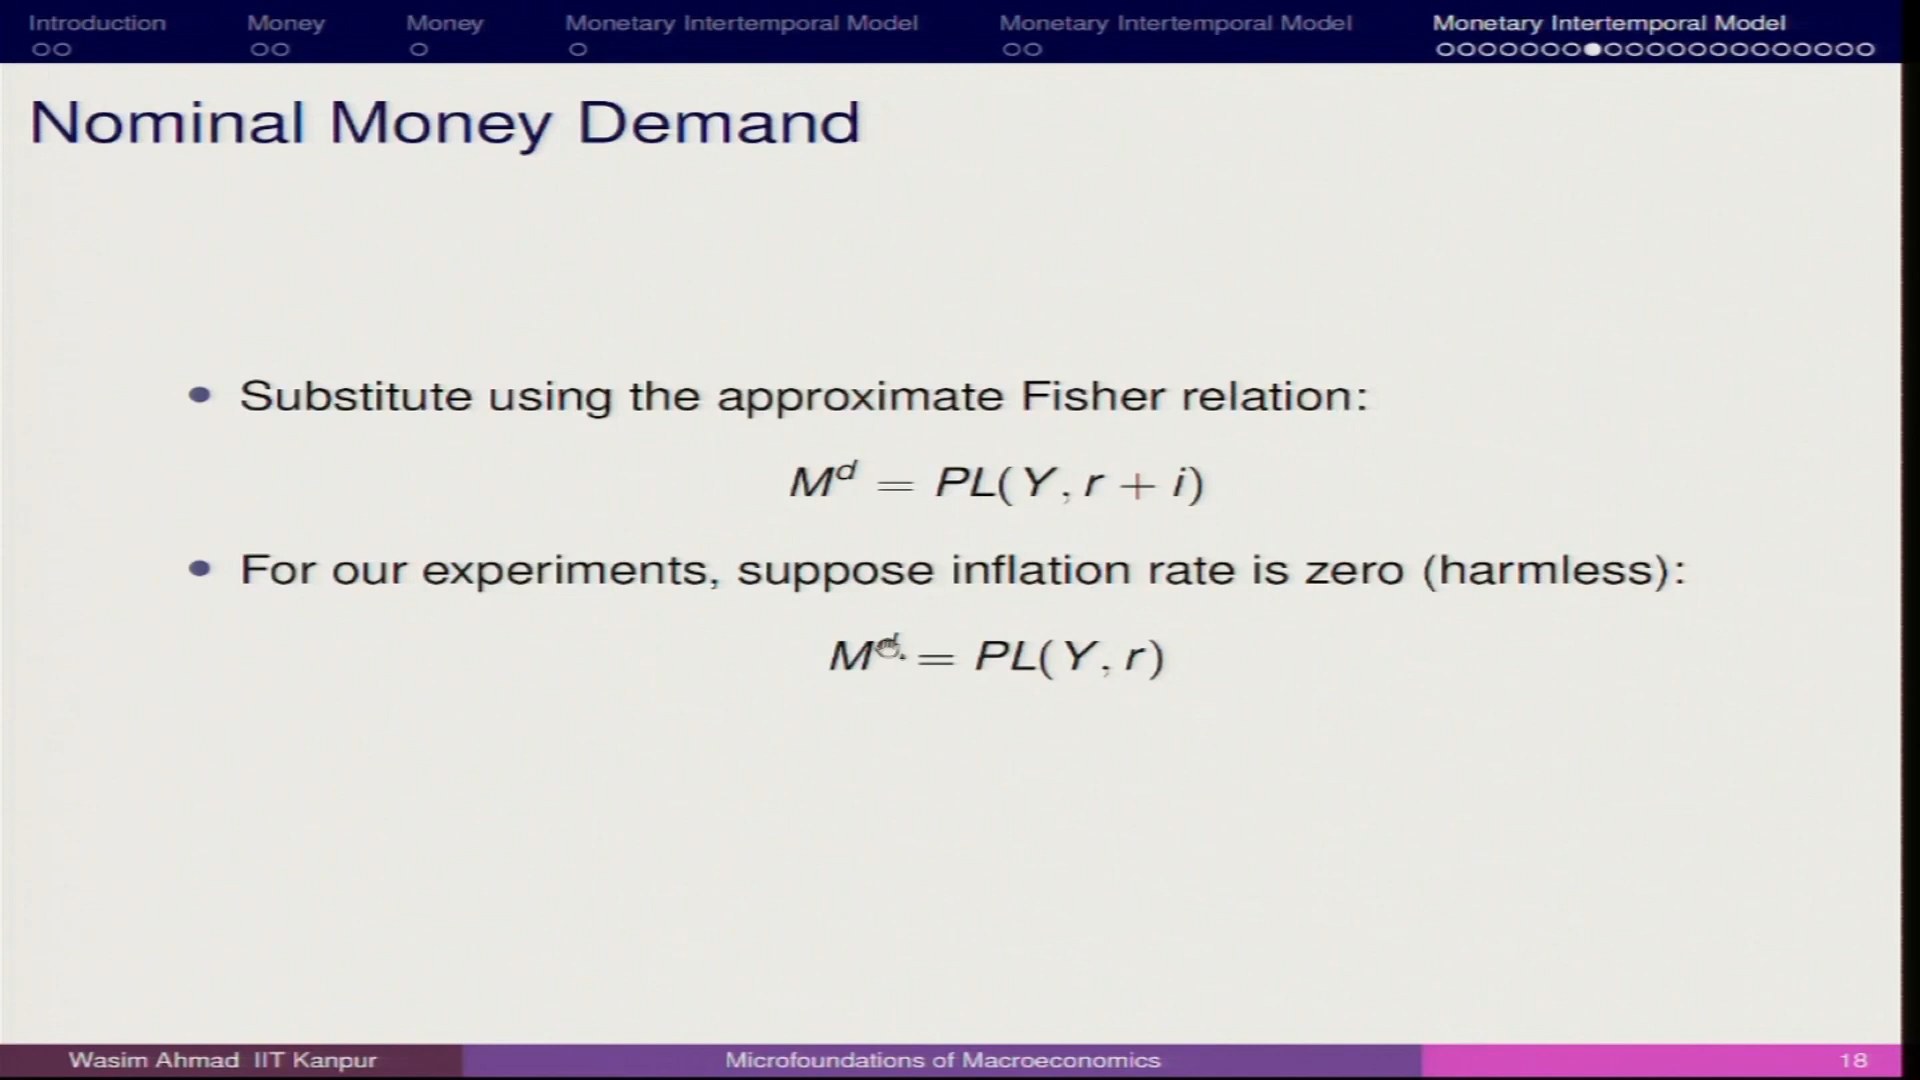 Introduction Money Money Monetary Intertemporal Model Monetary Intertemporal Model Monetary Intertemporal Model
Nominal Money Demand
Substitute using the approximate Fisher relation:
M^d = PL(Y, r + i)
For our experiments, suppose inflation rate is zero (harmless):
M^d = PL(Y, r)
Wasim Ahmad IIT Kanpur Microfoundations of Macroeconomics 18